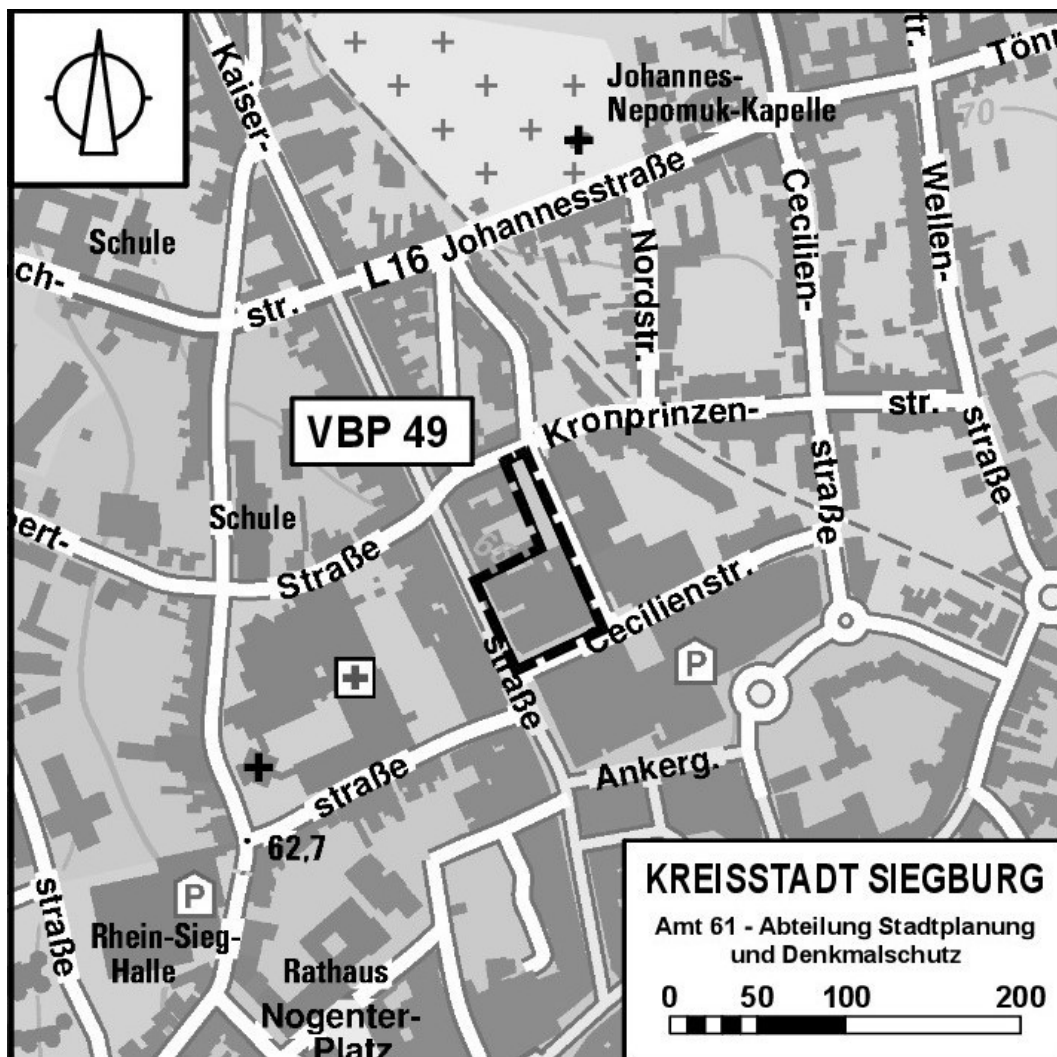 Kaiser-
str.
Tönn
Johannes-
Nepomuk-Kapelle
70
Schule
ch-
str.
L16 Johannesstraße
Nordstr.
Cecilien-
straße
Wellen-
straße
VBP 49
Kronprinzen-
str.
Schule
bert-
Straße
straße
Cecilienstr.
P
straße
Ankerg.
62,7
P
Rhein-Sieg-
Halle
straße
Rathaus
Nogenter-
Platz
KREISSTADT SIEGBURG
Amt 61 - Abteilung Stadtplanung
und Denkmalschutz
0 50 100 200